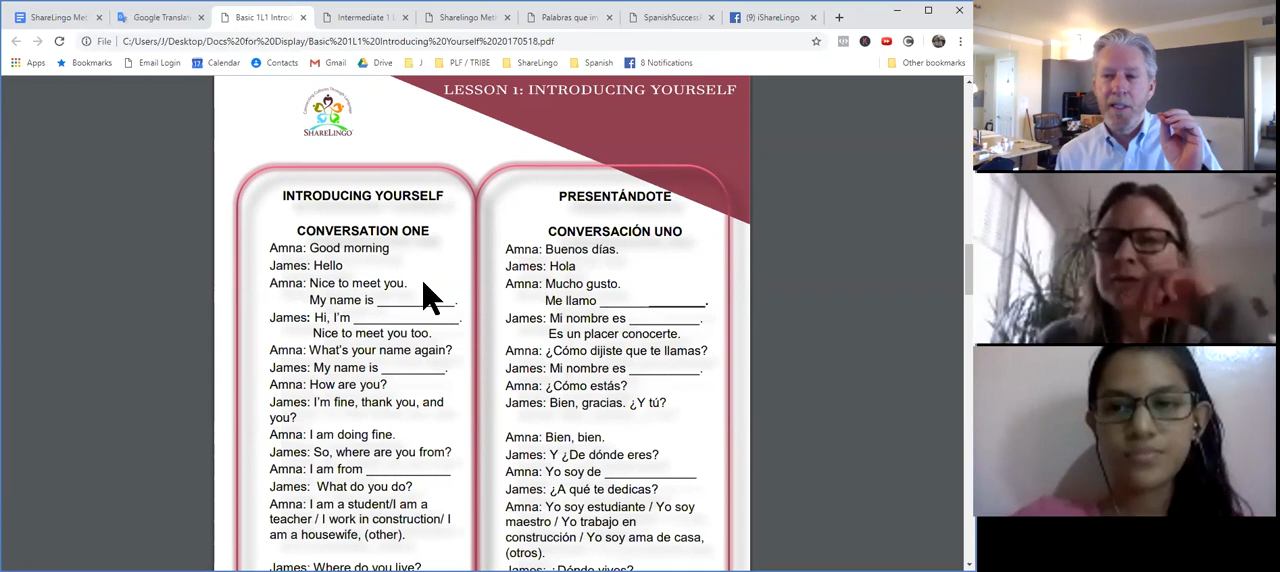 ShareLingo Met
Google Translat
Basic 1L1 Introd
Intermediate 1 L
Sharelingo Met
Palabras que im
SpanishSuccess
(9) iShareLingo
File
C:/Users/J/Desktop/Docs%20for%20Display/Basic%201L1%20Introducing%20Yourself%2020170518.pdf
Apps
Bookmarks
Email Login
Calendar
Contacts
Gmail
Drive
J
PLF / TRIBE
ShareLingo
Spanish
8 Notifications
Other bookmarks
LESSON 1: INTRODUCING YOURSELF
SHARELINGO
INTRODUCING YOURSELF
CONVERSATION ONE
Amna: Good morning
James: Hello
Amna: Nice to meet you.
My name is ___________.
James: Hi, I'm _______________.
Nice to meet you too.
Amna: What's your name again?
James: My name is _________.
Amna: How are you?
James: I'm fine, thank you, and
you?
Amna: I am doing fine.
James: So, where are you from?
Amna: I am from ____________
James: What do you do?
Amna: I am a student/I am a
teacher / I work in construction/ I
am a housewife, (other).
James: Where do you live?
PRESENTÁNDOTE
CONVERSACIÓN UNO
Amna: Buenos días.
James: Hola
Amna: Mucho gusto.
Me llamo _______________.
James: Mi nombre es __________.
Es un placer conocerte.
Amna: ¿Cómo dijiste que te llamas?
James: Mi nombre es __________.
Amna: ¿Cómo estás?
James: Bien, gracias. ¿Y tú?
Amna: Bien, bien.
James: Y ¿De dónde eres?
Amna: Yo soy de _____________
James: ¿A qué te dedicas?
Amna: Yo soy estudiante / Yo soy
maestro / Yo trabajo en
construcción / Yo soy ama de casa,
(otros).
James: ¿Dónde vives?